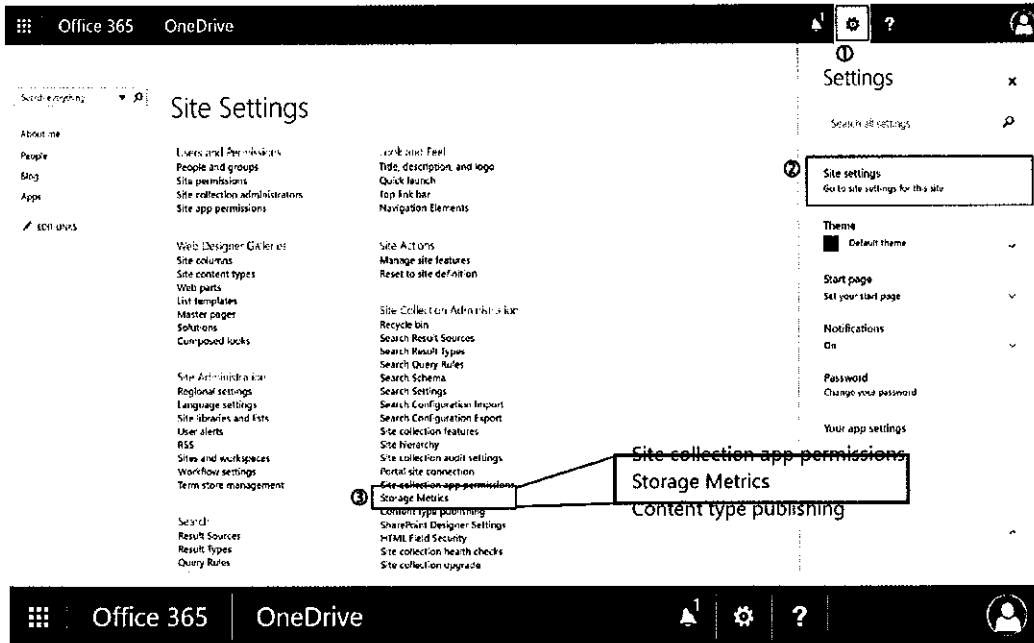 Office 365 OneDrive 1 ?
①
Settings x
Search everything
Site Settings
Search all settings
About me
People
Blog
Apps
EDIT LINKS
Users and Permissions
People and groups
Site permissions
Site collection administrators
Site app permissions
Look and Feel
Title, description, and logo
Quick launch
Top link bar
Navigation Elements
Web Designer Galleries
Site columns
Site content types
Web parts
List templates
Master pages
Solutions
Composed looks
Site Actions
Manage site features
Reset to site definition
Site Administration
Regional settings
Language settings
Site libraries and lists
User alerts
RSS
Sites and workspaces
Workflow settings
Term store management
Site Collection Administration
Recycle bin
Search Result Sources
Search Result Types
Search Query Rules
Search Schema
Search Settings
Search Configuration Import
Search Configuration Export
Site collection features
Site hierarchy
Site collection audit settings
Portal site connection
Site collection app permissions
③ Storage Metrics
Content type publishing
SharePoint Designer Settings
HTML Field Security
Site collection health checks
Site collection upgrade
Search
Result Sources
Result Types
Query Rules
② Site settings
Go to site settings for this site
Theme
Default theme
Start page
Set your start page
Notifications
On
Password
Change your password
Your app settings
Site collection app permissions
Storage Metrics
Content type publishing
Office 365 OneDrive 1 ?